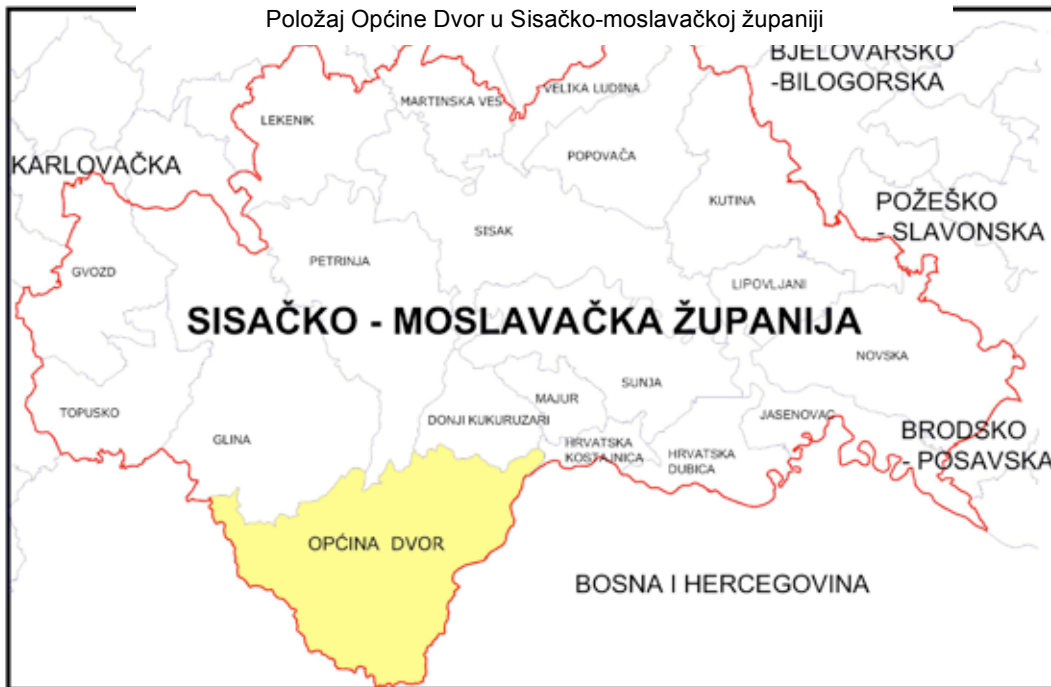 Položaj Općine Dvor u Sisačko-moslavačkoj županiji
BJELOVARSKO
-BILOGORSKA
VELIKA LUDINA
MARTINSKA VES
LEKENIK
POPOVAČA
KARLOVAČKA
KUTINA
POŽEŠKO
- SLAVONSKA
SISAK
PETRINJA
GVOZD
LIPOVLJANI
SISAČKO - MOSLAVAČKA ŽUPANIJA
NOVSKA
SUNJA
MAJUR
TOPUSKO
DONJI KUKURUZARI
JASENOVAC
GLINA
BRODSKO
- POSAVSKA
HRVATSKA
KOSTAJNICA
HRVATSKA
DUBICA
OPĆINA DVOR
BOSNA I HERCEGOVINA